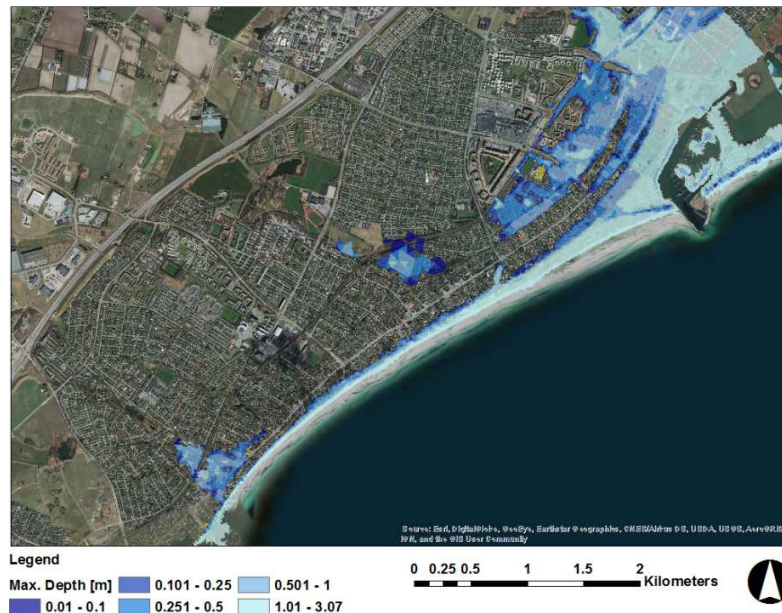 Source: Esri, DigitalGlobe, GeoEye, Earthstar Geographics, CNES/Airbus DS, USDA, USGS, AeroGRID
IGN, and the GIS User Community
Legend
Max. Depth [m]
0.01 - 0.1
0.101 - 0.25
0.251 - 0.5
0.501 - 1
1.01 - 3.07
0 0.25 0.5 1 1.5 2
Kilometers